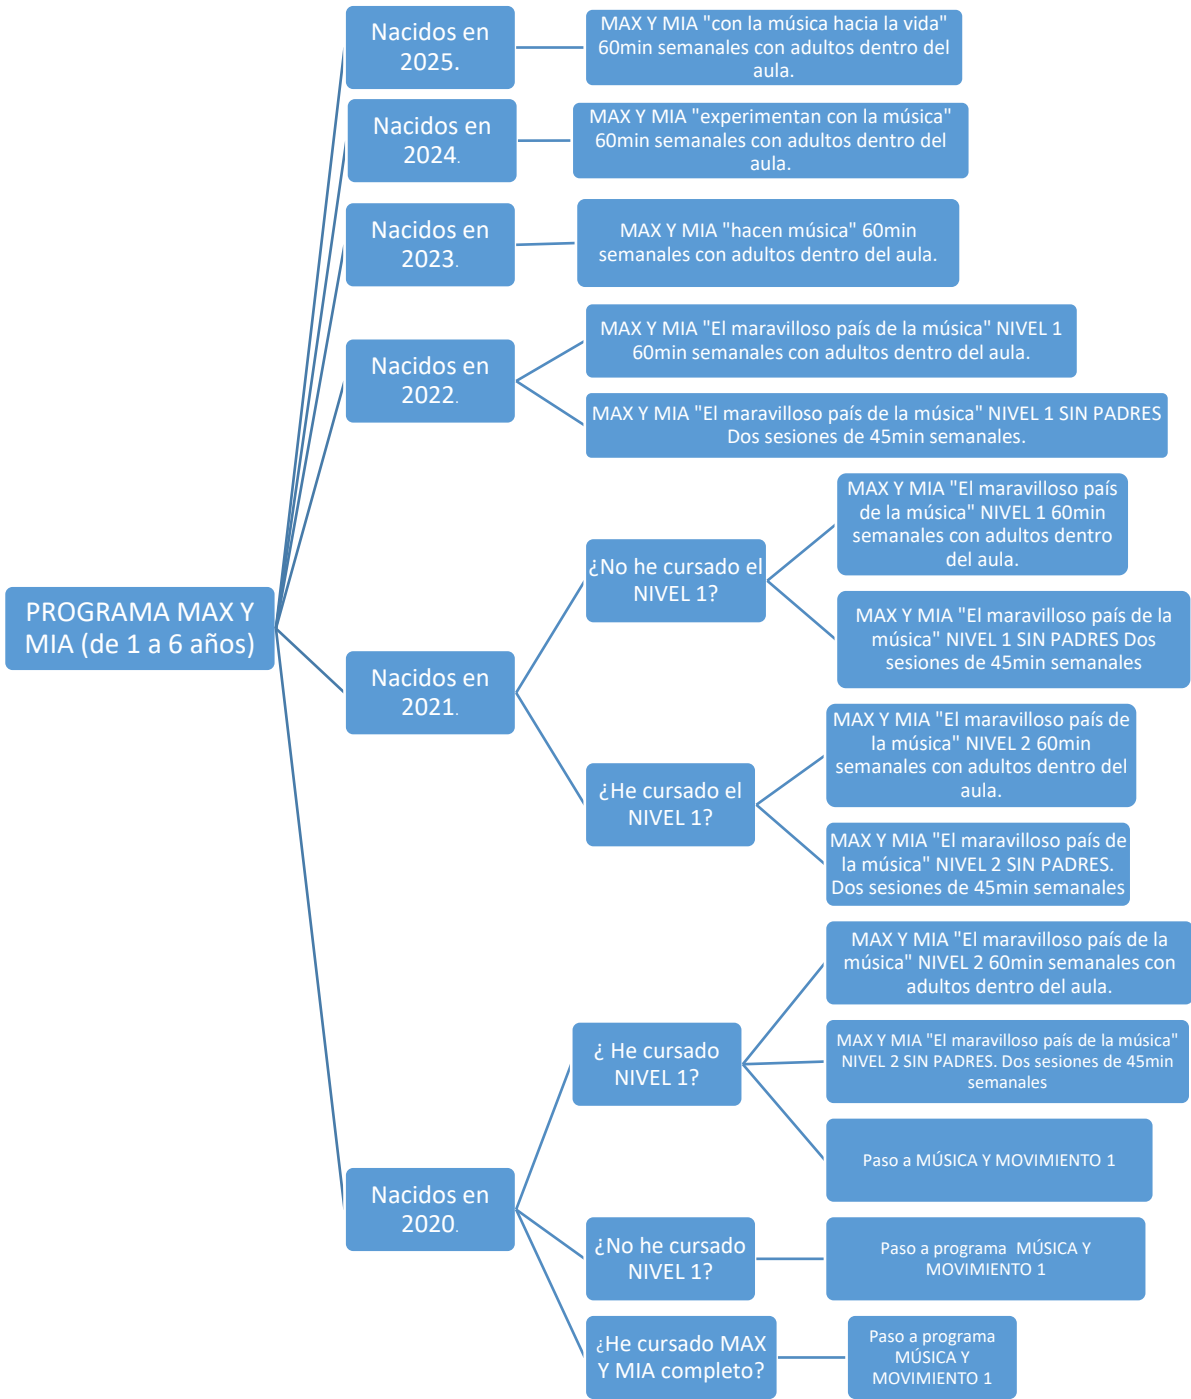 PROGRAMA MAX Y
MIA (de 1 a 6 años)
Nacidos en
2025.
MAX Y MIA "con la música hacia la vida"
60min semanales con adultos dentro del
aula.
Nacidos en
2024.
MAX Y MIA "experimentan con la música"
60min semanales con adultos dentro del
aula.
Nacidos en
2023.
MAX Y MIA "hacen música" 60min
semanales con adultos dentro del aula.
Nacidos en
2022.
MAX Y MIA "El maravilloso país de la música" NIVEL 1
60min semanales con adultos dentro del aula.
MAX Y MIA "El maravilloso país de la música" NIVEL 1 SIN PADRES
Dos sesiones de 45min semanales.
Nacidos en
2021.
¿No he cursado el
NIVEL 1?
MAX Y MIA "El maravilloso país
de la música" NIVEL 1 60min
semanales con adultos dentro
del aula.
MAX Y MIA "El maravilloso país de la
música" NIVEL 1 SIN PADRES Dos
sesiones de 45min semanales
¿He cursado el
NIVEL 1?
MAX Y MIA "El maravilloso país de
la música" NIVEL 2 60min
semanales con adultos dentro del
aula.
MAX Y MIA "El maravilloso país de
la música" NIVEL 2 SIN PADRES.
Dos sesiones de 45min semanales
Nacidos en
2020.
¿ He cursado
NIVEL 1?
MAX Y MIA "El maravilloso país de la
música" NIVEL 2 60min semanales con
adultos dentro del aula.
MAX Y MIA "El maravilloso país de la música"
NIVEL 2 SIN PADRES. Dos sesiones de 45min
semanales
Paso a MÚSICA Y MOVIMIENTO 1
¿No he cursado
NIVEL 1?
Paso a programa MÚSICA Y
MOVIMIENTO 1
¿He cursado MAX
Y MIA completo?
Paso a programa
MÚSICA Y
MOVIMIENTO 1